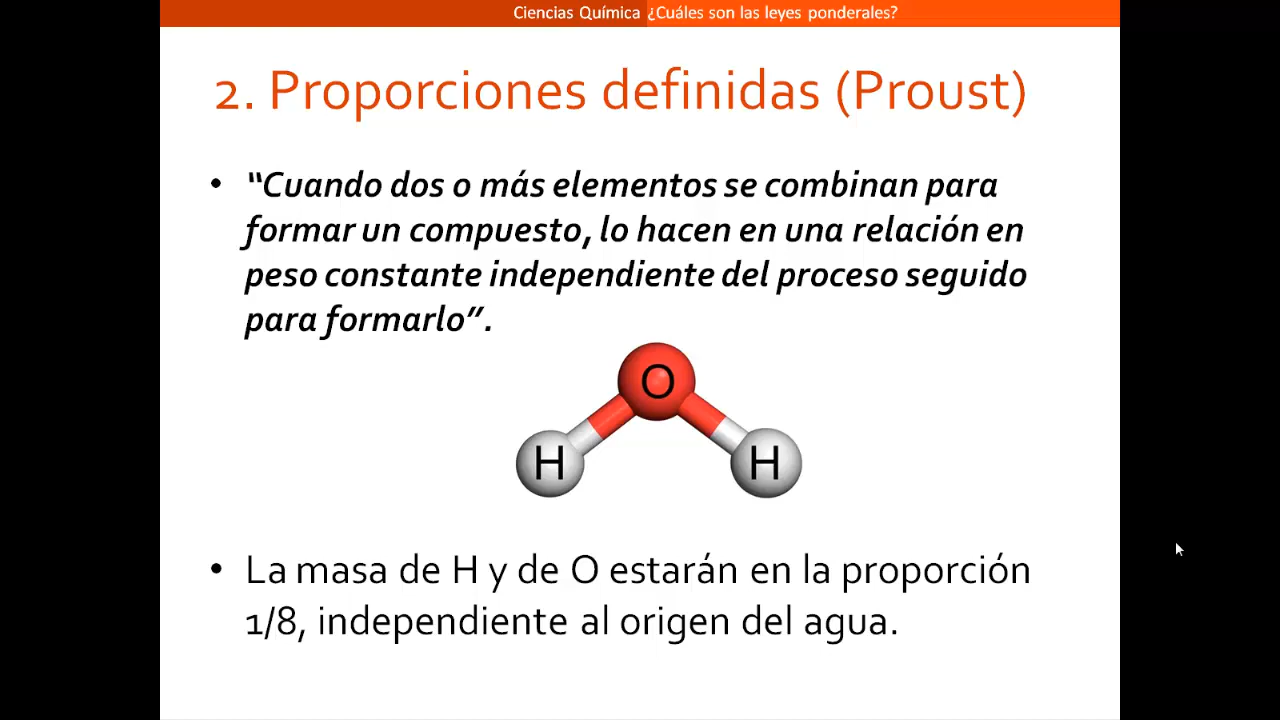 Ciencias Química ¿Cuáles son las leyes ponderales?
2. Proporciones definidas (Proust)
• “Cuando dos o más elementos se combinan para
formar un compuesto, lo hacen en una relación en
peso constante independiente del proceso seguido
para formarlo”.
O
H H
• La masa de H y de O estarán en la proporción
1/8, independiente al origen del agua.